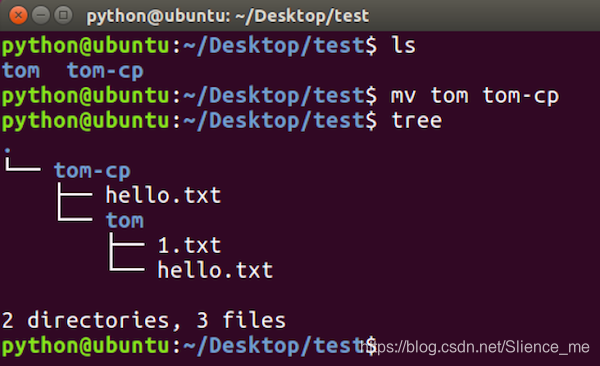 python@ubuntu: ~/Desktop/test
python@ubuntu:~/Desktop/test$ ls
tom  tom-cp
python@ubuntu:~/Desktop/test$ mv tom tom-cp
python@ubuntu:~/Desktop/test$ tree
.
└── tom-cp
    ├── hello.txt
    └── tom
        ├── 1.txt
        └── hello.txt
2 directories, 3 files
python@ubuntu:~/Desktop/test$
https://blog.csdn.net/Slience_me